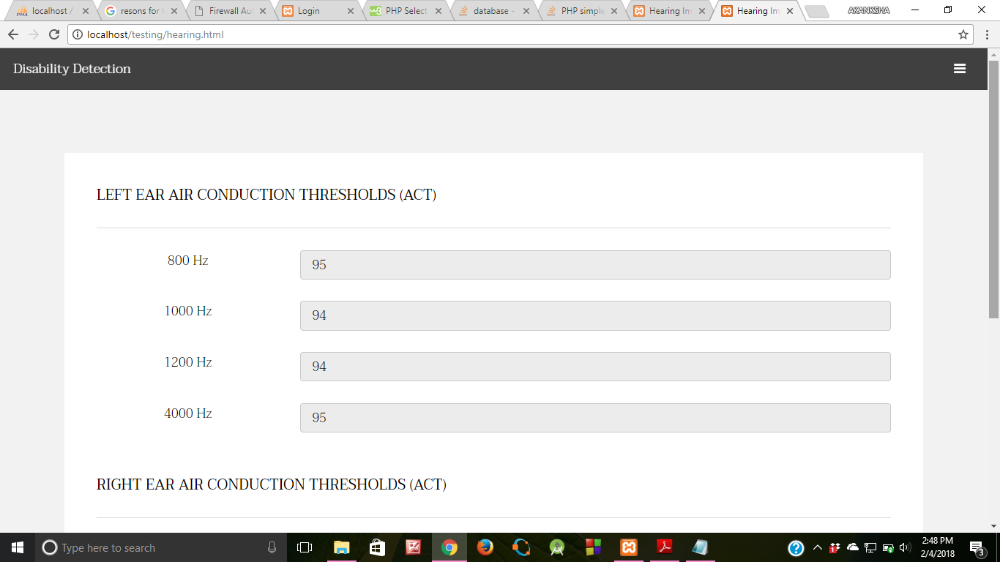 localhost /
resons for
Firewall Au
Login
PHP Select
database -
PHP simple
Hearing Im
Hearing Im
AKANKSHA
localhost/testing/hearing.html
Disability Detection
LEFT EAR AIR CONDUCTION THRESHOLDS (ACT)
800 Hz 95
1000 Hz 94
1200 Hz 94
4000 Hz 95
RIGHT EAR AIR CONDUCTION THRESHOLDS (ACT)
Type here to search
2:48 PM
2/4/2018
3